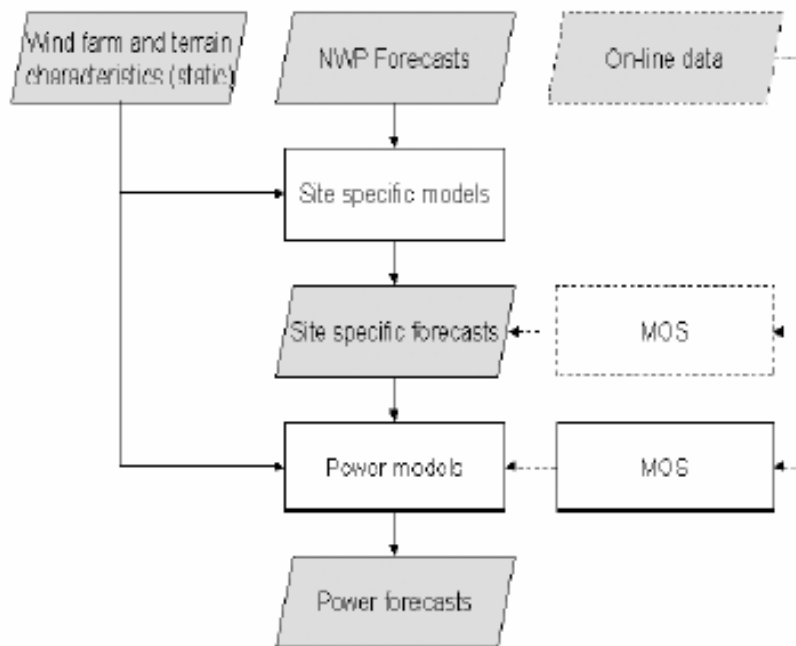 Wind farm and terrain
characteristics (static)
NWP Forecasts
On-line data
Site specific models
Site specific forecasts
MOS
Power models
MOS
Power forecasts